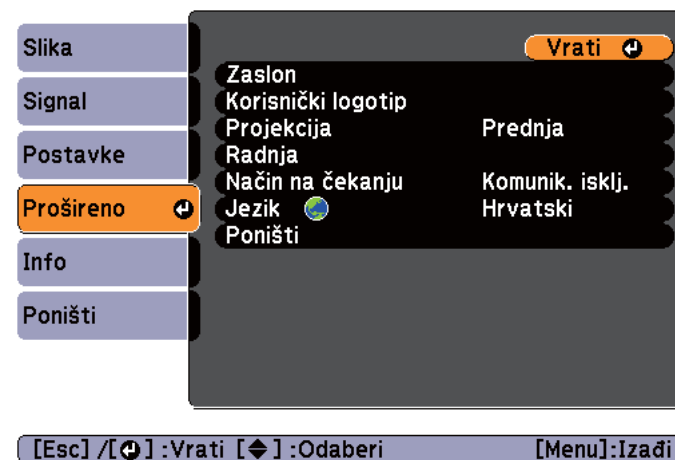 Slika
Signal
Postavke
Prošireno
Info
Poništi
Vrati
Zaslon
Korisnički logotip
Projekcija Prednja
Radnja
Način na čekanju Komunik. isklj.
Jezik Hrvatski
Poništi
[Esc] /[ ] :Vrati [ ] :Odaberi [Menu]:Izađi